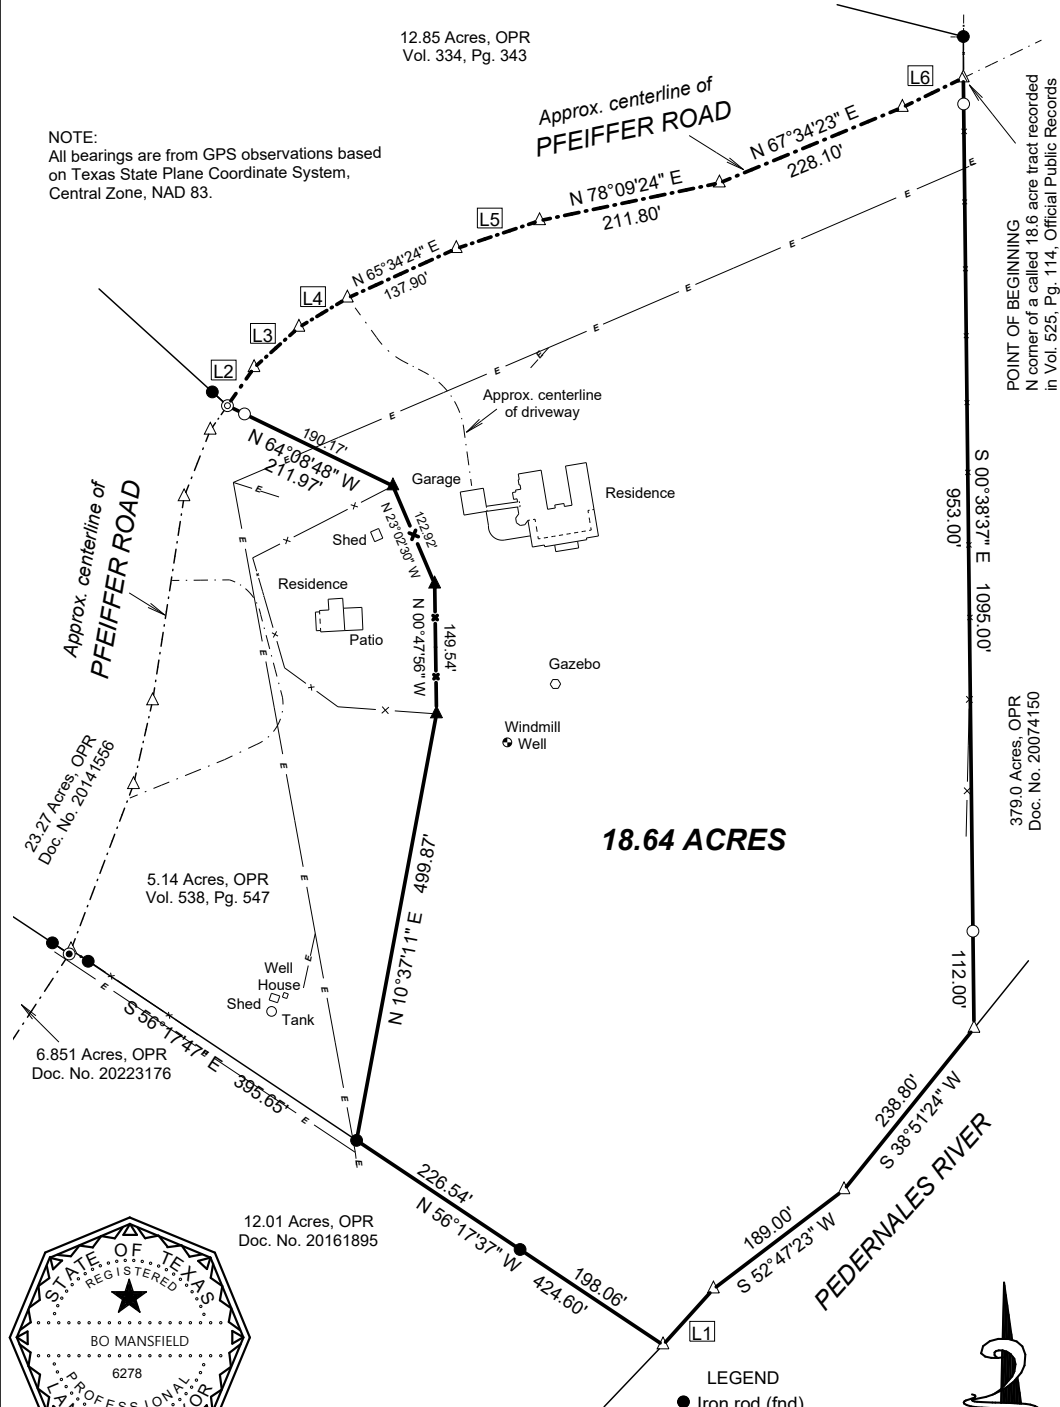 12.85 Acres, OPR
Vol. 334, Pg. 343
NOTE:
All bearings are from GPS observations based
on Texas State Plane Coordinate System,
Central Zone, NAD 83.
Approx. centerline of
PFEIFFER ROAD
L6
N 67°34'23" E
228.10'
N 78°09'24" E
211.80'
L5
N 65°34'24" E
137.90'
L4
L3
L2
POINT OF BEGINNING
N corner of a called 18.6 acre tract recorded
in Vol. 525, Pg. 114, Official Public Records
E
E
E
E
E
E
E
E
E
Approx. centerline
of driveway
190.17'
N 64°08'48" W
211.97'
E
E
Garage
Residence
122.92'
N 23°02'30" W
Shed
E
Residence
Patio
149.54'
N 00°47'56" W
Approx. centerline of
PFEIFFER ROAD
E
S 00°38'37" E 1095.00'
953.00'
Gazebo
Windmill
Well
E
379.0 Acres, OPR
Doc. No. 20074150
23.27 Acres, OPR
Doc. No. 20141556
18.64 ACRES
5.14 Acres, OPR
Vol. 538, Pg. 547
E
N 10°37'11" E 499.87'
112.00'
Well
House
Shed
Tank
E
E
E
E
E
E
E
S 56°17'47" E 395.65'
6.851 Acres, OPR
Doc. No. 20223176
238.80'
S 38°51'24" W
226.54'
N 56°17'37" W
424.60'
198.06'
189.00'
S 52°47'23" W
PEDERNALES RIVER
12.01 Acres, OPR
Doc. No. 20161895
L1
STATE OF TEXAS
REGISTERED
BO MANSFIELD
6278
PROFESSIONAL
LEGEND
Iron rod (fnd)